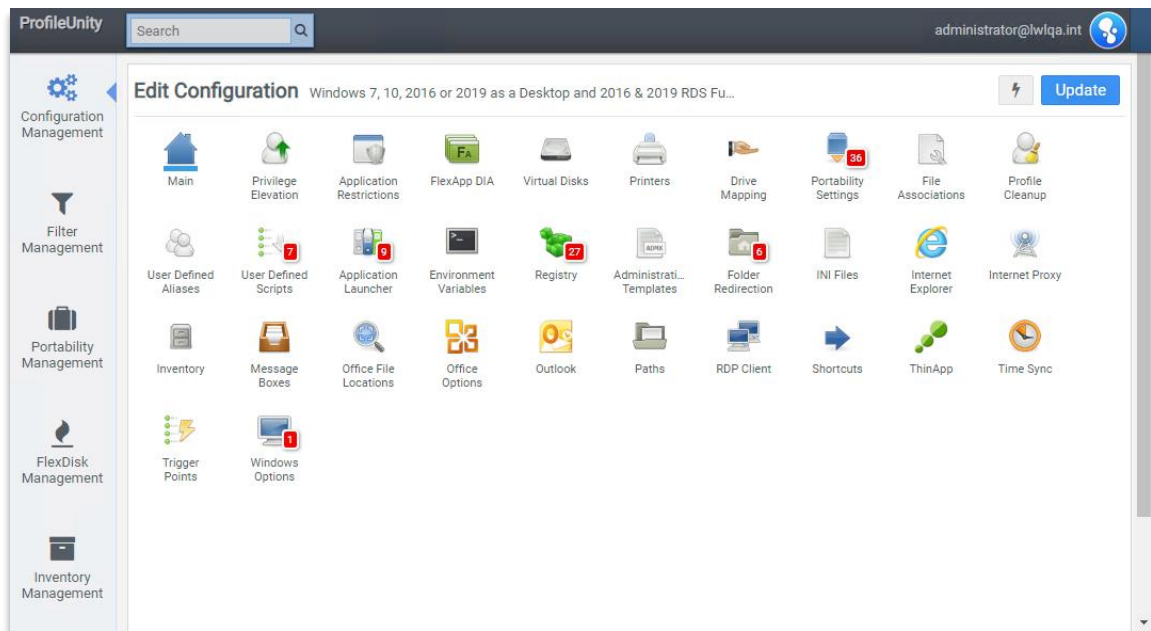 ProfileUnity
Search
administrator@lwlqa.int
Configuration
Management
Filter
Management
Portability
Management
FlexDisk
Management
Inventory
Management
Edit Configuration Windows 7, 10, 2016 or 2019 as a Desktop and 2016 & 2019 RDS Fu...
Update
Main
Privilege
Elevation
Application
Restrictions
FA
FlexApp DIA
Virtual Disks
Printers
Drive
Mapping
36
Portability
Settings
File
Associations
Profile
Cleanup
User Defined
Aliases
7
User Defined
Scripts
9
Application
Launcher
>_
Environment
Variables
27
Registry
ADMX
Administrati...
Templates
6
Folder
Redirection
INI Files
Internet
Explorer
Internet Proxy
Inventory
Message
Boxes
Office File
Locations
Office
Options
Outlook
Paths
RDP Client
Shortcuts
ThinApp
Time Sync
Trigger
Points
1
Windows
Options